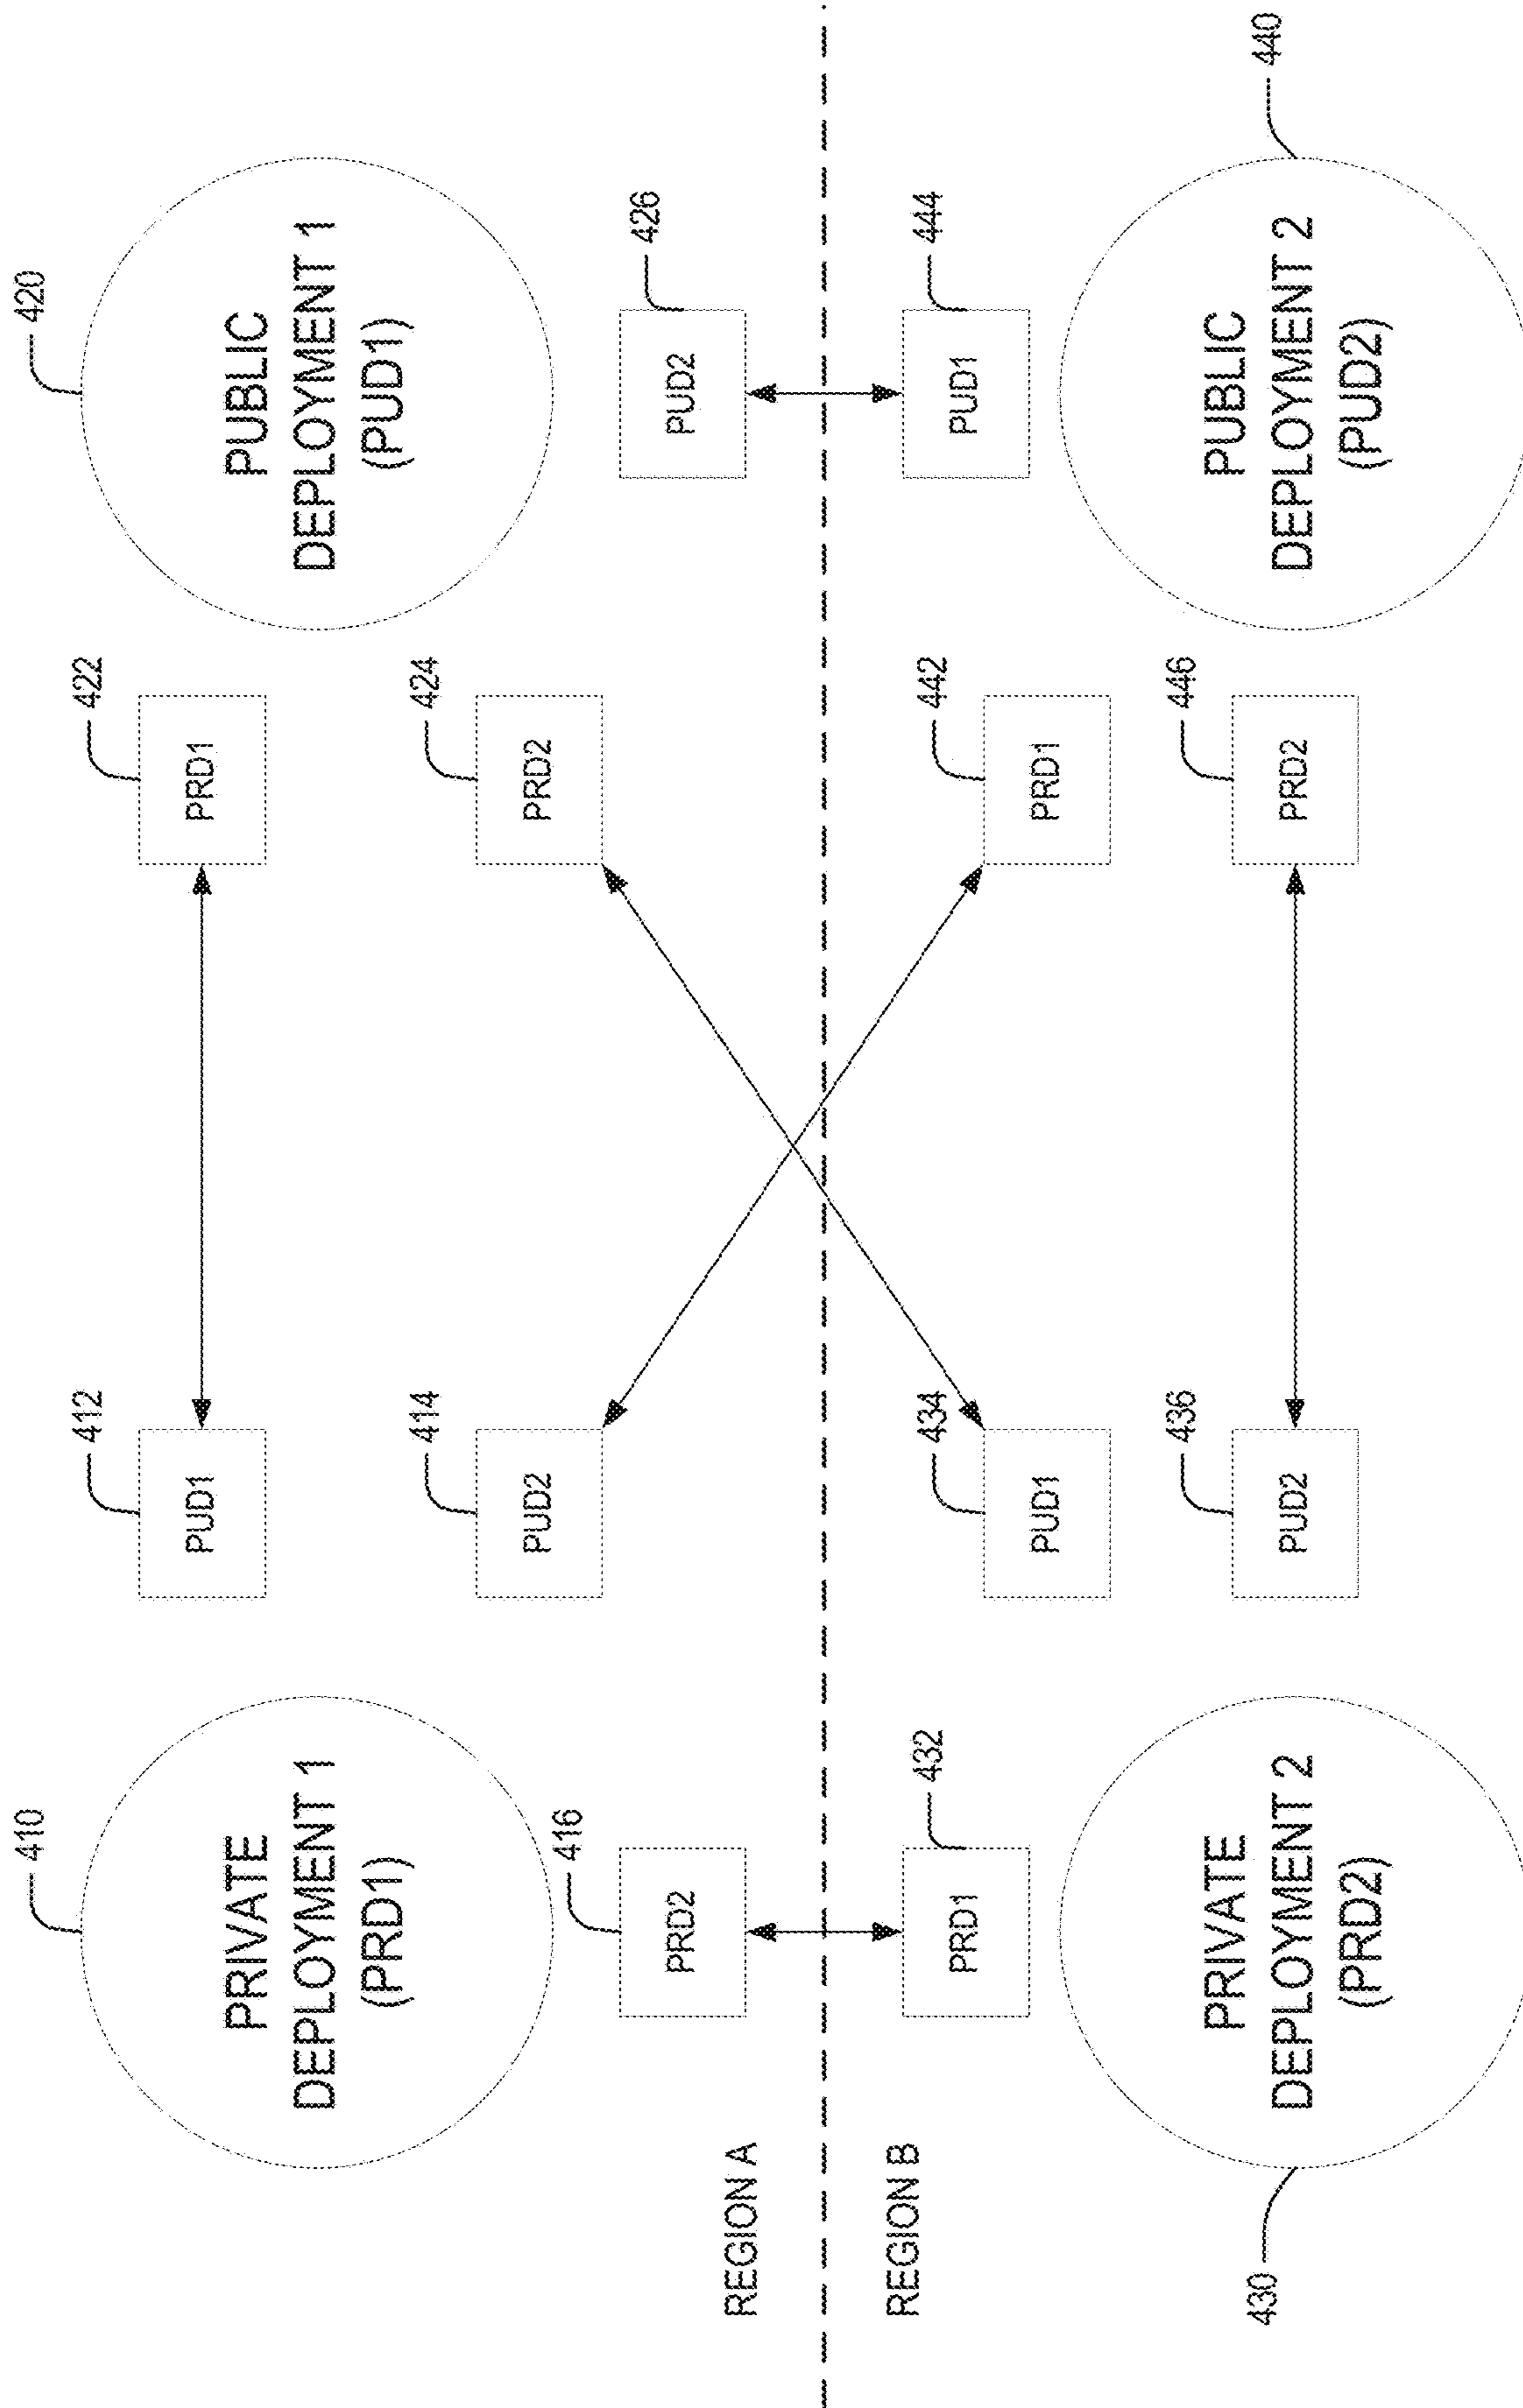 410
PRIVATE
DEPLOYMENT 1
(PRD1)
412
PUD1
422
PRD1
420
PUBLIC
DEPLOYMENT 1
(PUD1)
414
PUD2
424
PRD2
416
PRD2
426
PUD2
REGION A
REGION B
432
PRD1
434
PUD1
442
PRD1
444
PUD1
430
PRIVATE
DEPLOYMENT 2
(PRD2)
436
PUD2
446
PRD2
440
PUBLIC
DEPLOYMENT 2
(PUD2)